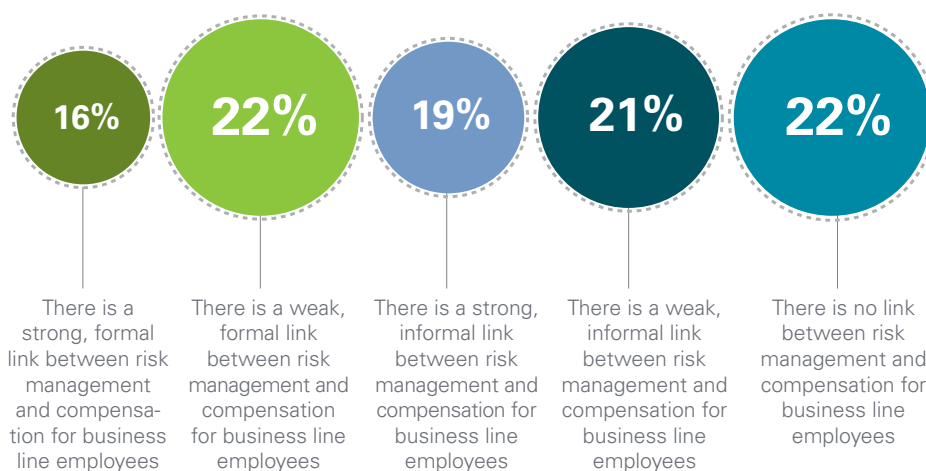 16%
22%
19%
21%
22%
There is a
strong, formal
link between risk
management
and compensa-
tion for business
line employees
There is a weak,
formal link
between risk
management and
compensation
for business line
employees
There is a strong,
informal link
between risk
management and
compensation for
business line
employees
There is a weak,
informal link
between risk
management and
compensation for
business line
employees
There is no link
between risk
management and
compensation for
business line
employees